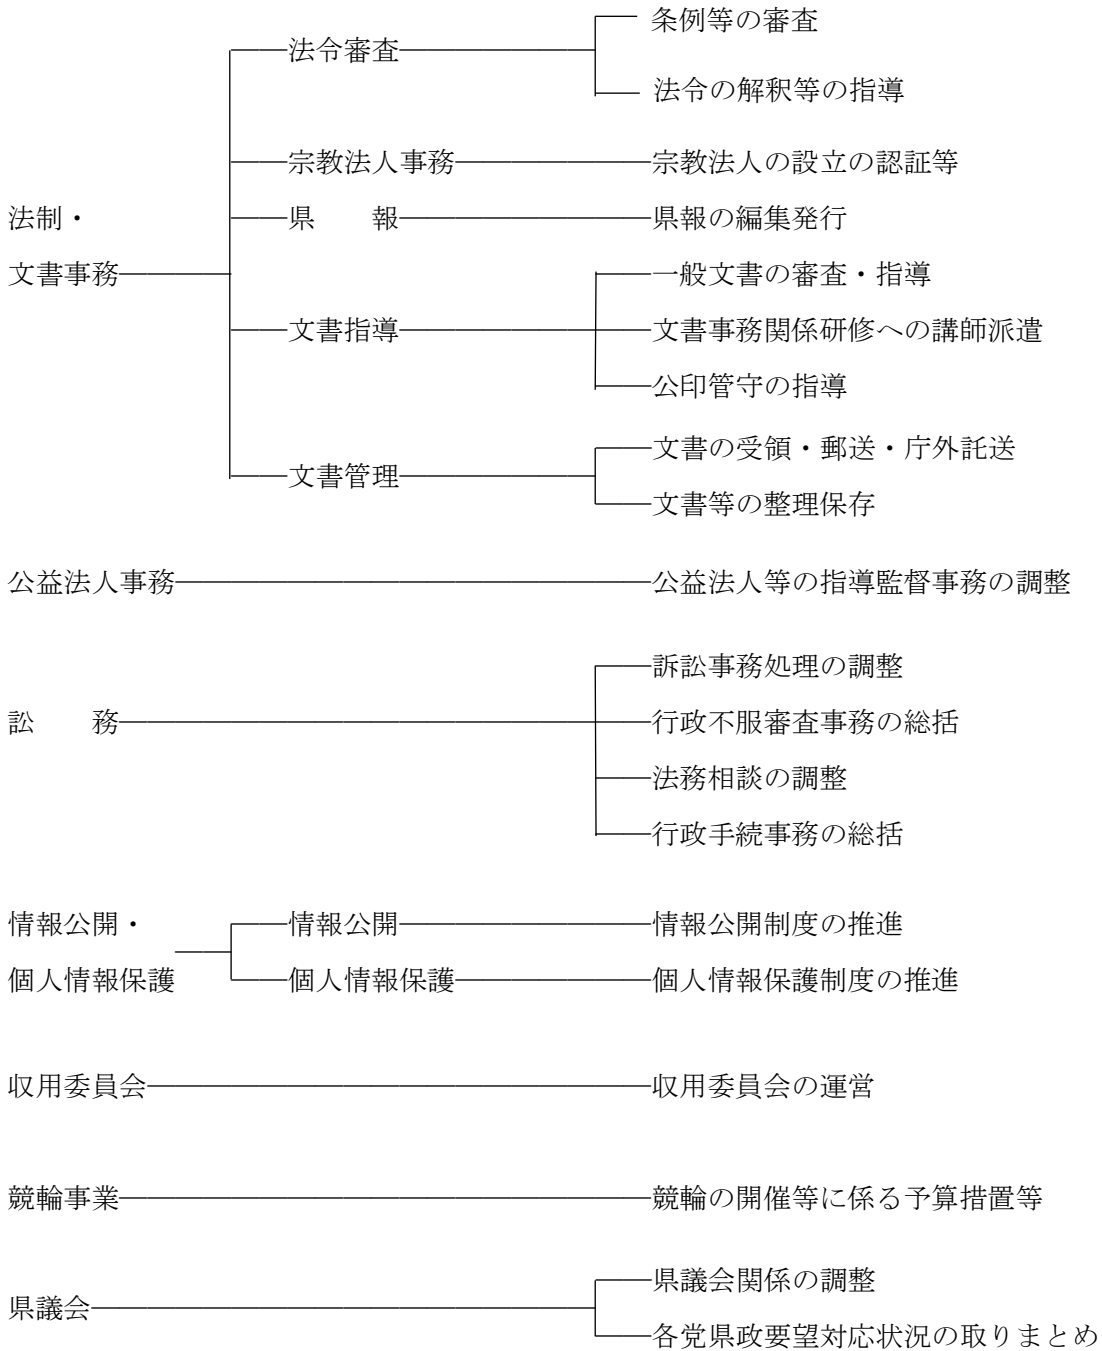 条例等の審査
法令審査
法令の解釈等の指導
宗教法人事務 宗教法人の設立の認証等
法制・ 県　　報 県報の編集発行
文書事務 一般文書の審査・指導
文書指導 文書事務関係研修への講師派遣
公印管守の指導
文書の受領・郵送・庁外託送
文書管理
文書等の整理保存
公益法人事務 公益法人等の指導監督事務の調整
訴訟事務処理の調整
訟　　務 行政不服審査事務の総括
法務相談の調整
行政手続事務の総括
情報公開・ 情報公開 情報公開制度の推進
個人情報保護 個人情報保護 個人情報保護制度の推進
収用委員会 収用委員会の運営
競輪事業 競輪の開催等に係る予算措置等
県議会関係の調整
県議会
各党県政要望対応状況の取りまとめ